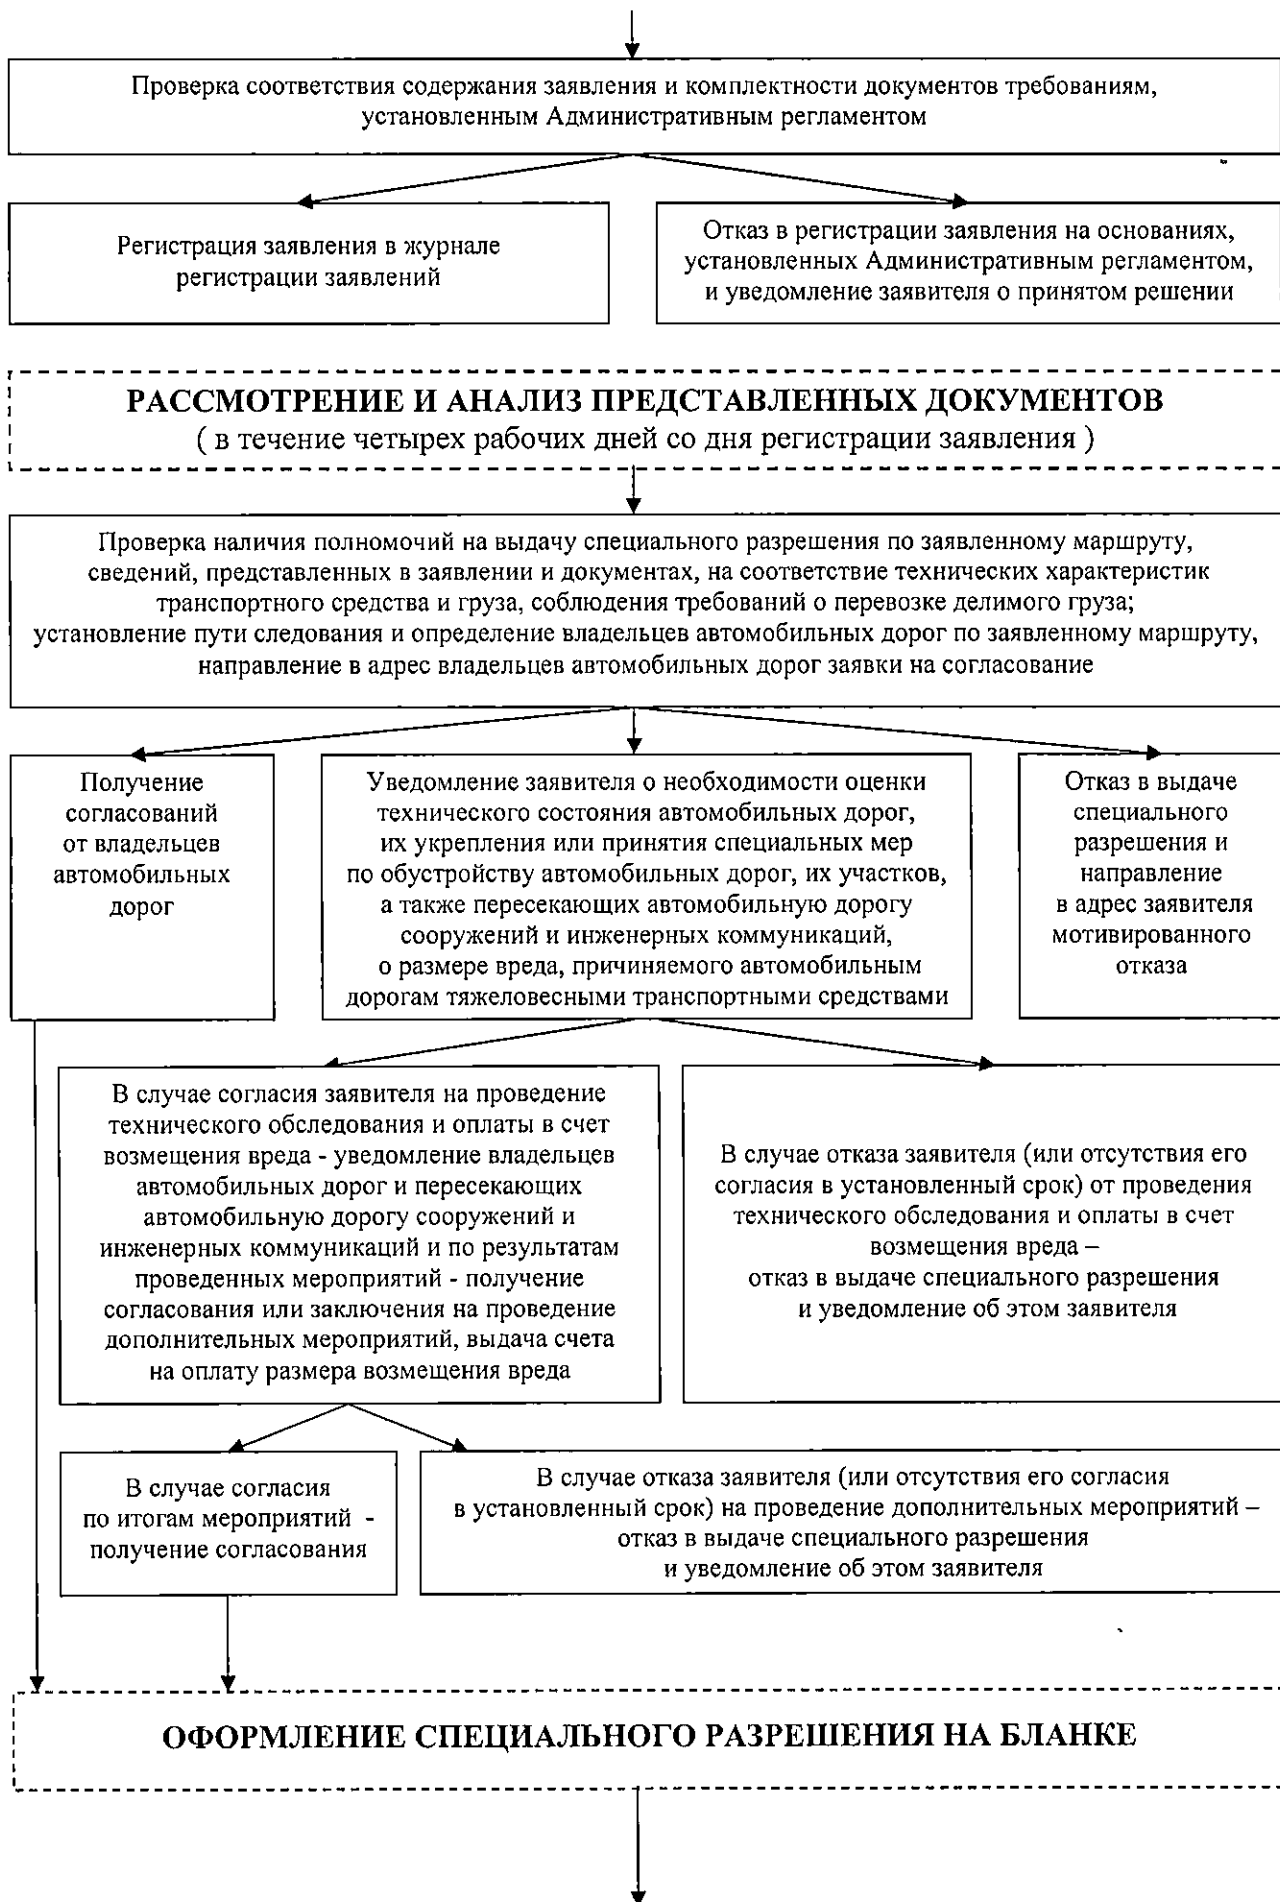 Проверка соответствия содержания заявления и комплектности документов требованиям,
установленным Административным регламентом
Регистрация заявления в журнале
регистрации заявлений
Отказ в регистрации заявления на основаниях,
установленных Административным регламентом,
и уведомление заявителя о принятом решении
РАССМОТРЕНИЕ И АНАЛИЗ ПРЕДСТАВЛЕННЫХ ДОКУМЕНТОВ
( в течение четырех рабочих дней со дня регистрации заявления )
Проверка наличия полномочий на выдачу специального разрешения по заявленному маршруту,
сведений, представленных в заявлении и документах, на соответствие технических характеристик
транспортного средства и груза, соблюдения требований о перевозке делимого груза;
установление пути следования и определение владельцев автомобильных дорог по заявленному маршруту,
направление в адрес владельцев автомобильных дорог заявки на согласование
Получение
согласований
от владельцев
автомобильных
дорог
Уведомление заявителя о необходимости оценки
технического состояния автомобильных дорог,
их укрепления или принятия специальных мер
по обустройству автомобильных дорог, их участков,
а также пересекающих автомобильную дорогу
сооружений и инженерных коммуникаций,
о размере вреда, причиняемого автомобильным
дорогам тяжеловесными транспортными средствами
Отказ в выдаче
специального
разрешения и
направление
в адрес заявителя
мотивированного
отказа
В случае согласия заявителя на проведение
технического обследования и оплаты в счет
возмещения вреда - уведомление владельцев
автомобильных дорог и пересекающих
автомобильную дорогу сооружений и
инженерных коммуникаций и по результатам
проведенных мероприятий - получение
согласования или заключения на проведение
дополнительных мероприятий, выдача счета
на оплату размера возмещения вреда
В случае отказа заявителя (или отсутствия его
согласия в установленный срок) от проведения
технического обследования и оплаты в счет
возмещения вреда –
отказ в выдаче специального разрешения
и уведомление об этом заявителя
В случае согласия
по итогам мероприятий -
получение согласования
В случае отказа заявителя (или отсутствия его согласия
в установленный срок) на проведение дополнительных мероприятий –
отказ в выдаче специального разрешения
и уведомление об этом заявителя
ОФОРМЛЕНИЕ СПЕЦИАЛЬНОГО РАЗРЕШЕНИЯ НА БЛАНКЕ